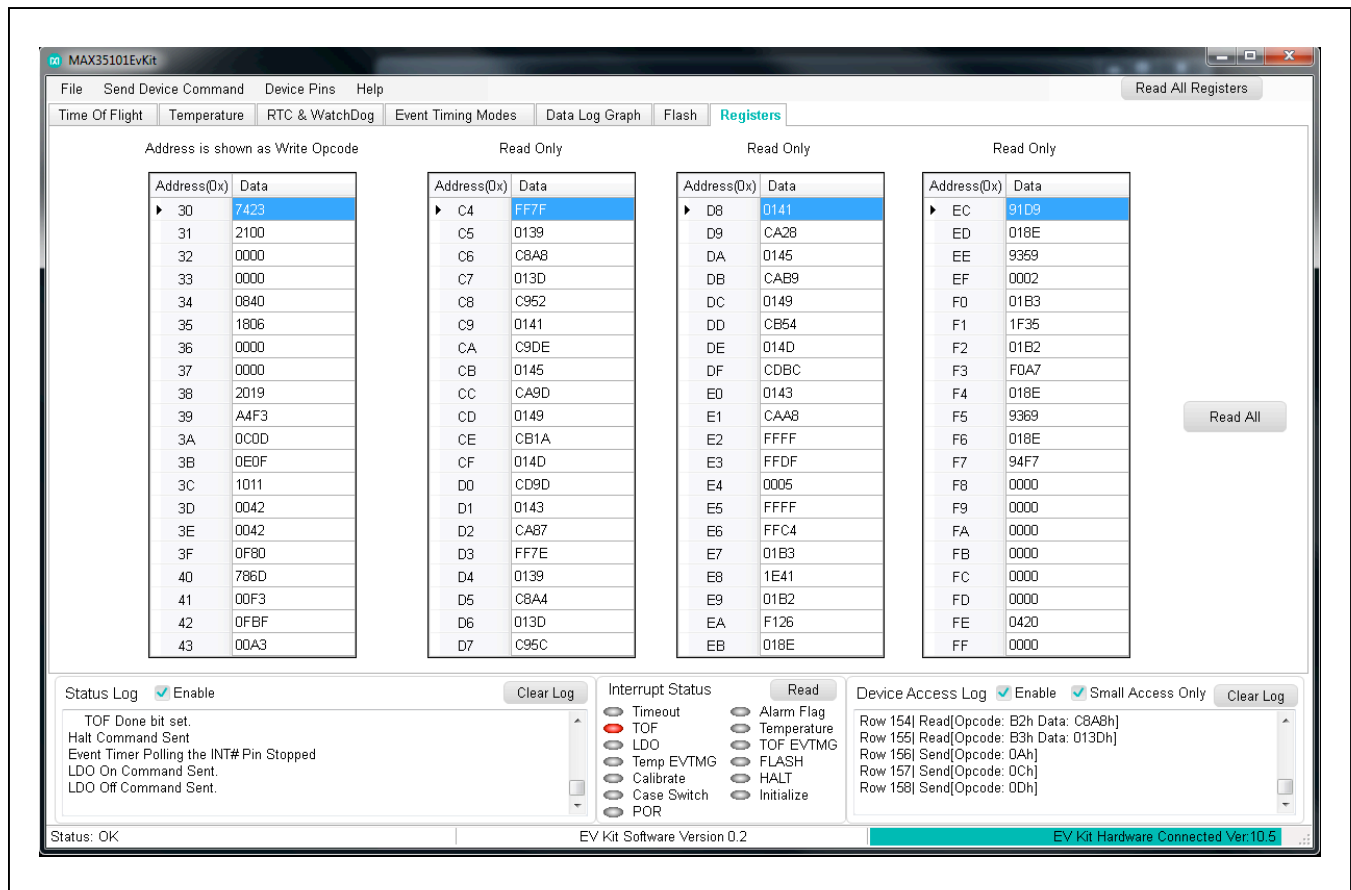 MAX35101EvKit
File Send Device Command Device Pins Help Read All Registers
Time Of Flight Temperature RTC & WatchDog Event Timing Modes Data Log Graph Flash Registers
Address is shown as Write Opcode Read Only Read Only Read Only
Address(0x) Data Address(0x) Data Address(0x) Data Address(0x) Data
30 7423 C4 FF7F D8 0141 EC 91D9
31 2100 C5 0139 D9 CA28 ED 018E
32 0000 C6 C8A8 DA 0145 EE 9359
33 0000 C7 013D DB CAB9 EF 0002
34 0840 C8 C952 DC 0149 F0 01B3
35 1806 C9 0141 DD CB54 F1 1F35
36 0000 CA C9DE DE 014D F2 01B2
37 0000 CB 0145 DF CDBC F3 F0A7
38 2019 CC CA9D E0 0143 F4 018E
39 A4F3 CD 0149 E1 CAA8 F5 9369
3A 0C0D CE CB1A E2 FFFF F6 018E
3B 0E0F CF 014D E3 FFDF F7 94F7
3C 1011 D0 CD9D E4 0005 F8 0000
3D 0042 D1 0143 E5 FFFF F9 0000
3E 0042 D2 CA87 E6 FFC4 FA 0000
3F 0F80 D3 FF7E E7 01B3 FB 0000
40 786D D4 0139 E8 1E41 FC 0000
41 00F3 D5 C8A4 E9 01B2 FD 0000
42 0FBF D6 013D EA F126 FE 0420
43 00A3 D7 C95C EB 018E FF 0000
Read All
Status Log Enable Clear Log
TOF Done bit set.
Halt Command Sent
Event Timer Polling the INT# Pin Stopped
LDO On Command Sent.
LDO Off Command Sent.
Interrupt Status Read
Timeout Alarm Flag
TOF Temperature
LDO TOF EVTMG
Temp EVTMG FLASH
Calibrate HALT
Case Switch Initialize
POR
Device Access Log Enable Small Access Only Clear Log
Row 154| Read[Opcode: B2h Data: C8A8h]
Row 155| Read[Opcode: B3h Data: 013Dh]
Row 156| Send[Opcode: 0Ah]
Row 157| Send[Opcode: 0Ch]
Row 158| Send[Opcode: 0Dh]
Status: OK EV Kit Software Version 0.2 EV Kit Hardware Connected Ver:10.5